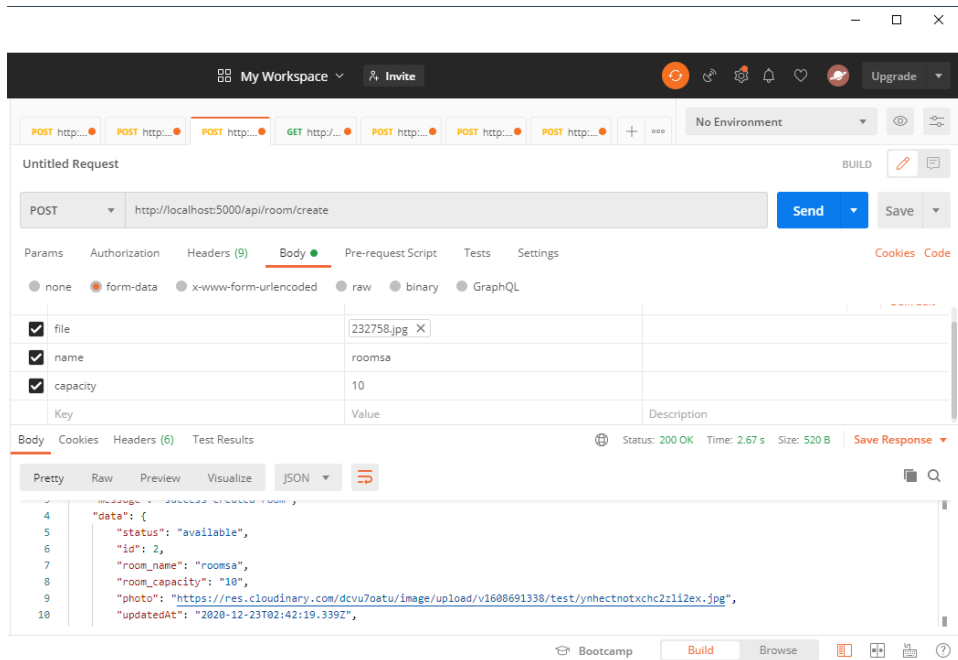 My Workspace Invite Upgrade
POST http:... POST http:... POST http:... GET http:/... POST http:... POST http:... POST http:... No Environment
Untitled Request BUILD
POST http://localhost:5000/api/room/create Send Save
Params Authorization Headers (9) Body Pre-request Script Tests Settings Cookies Code
none form-data x-www-form-urlencoded raw binary GraphQL
file 232758.jpg
name roomsa
capacity 10
Key Value Description
Body Cookies Headers (6) Test Results Status: 200 OK Time: 2.67 s Size: 520 B Save Response
Pretty Raw Preview Visualize JSON
3 "message": "success created room",
4 "data": {
5 "status": "available",
6 "id": 2,
7 "room_name": "roomsa",
8 "room_capacity": "10",
9 "photo": "https://res.cloudinary.com/dcvu7oatu/image/upload/v1608691338/test/ynhectnotxchc2zli2ex.jpg",
10 "updatedAt": "2020-12-23T02:42:19.339Z",
Bootcamp Build Browse